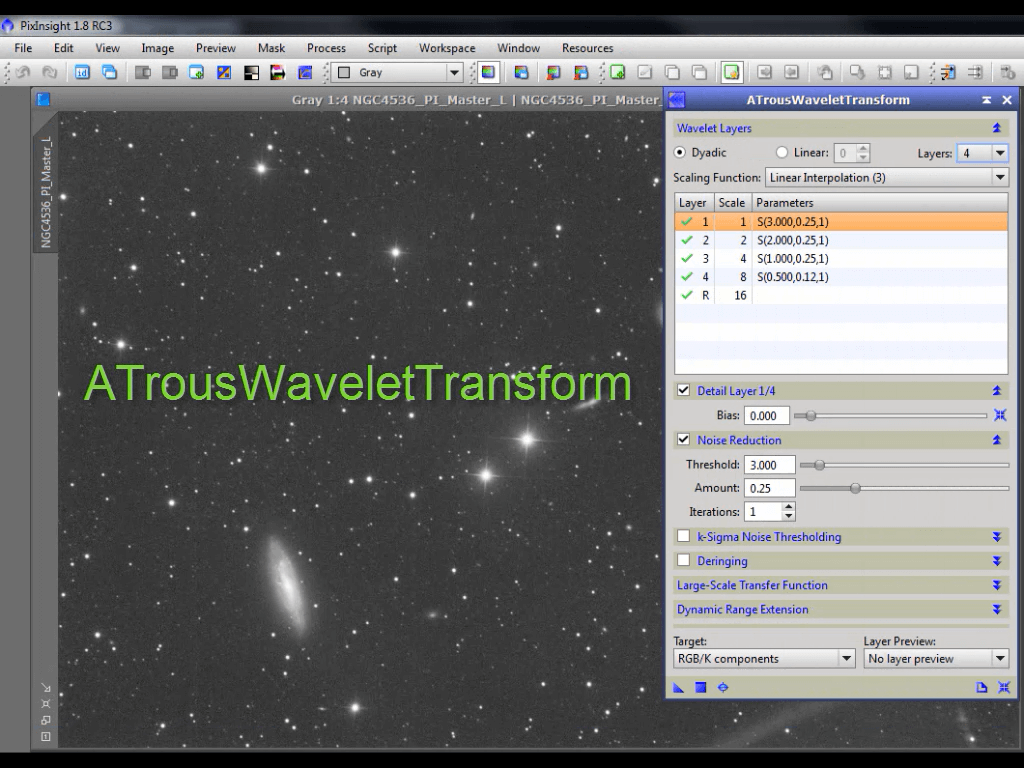 PixInsight 1.8 RC3
File Edit View Image Preview Mask Process Script Workspace Window Resources
1d Gray
Gray 1:4 NGC4536_PI_Master_L | NGC4536_PI_Master_
NGC4536_PI_Master_L
ATrousWaveletTransform
ATrousWaveletTransform
Wavelet Layers
Dyadic Linear: 0 Layers: 4
Scaling Function: Linear Interpolation (3)
Layer Scale Parameters
1 1 S(3.000,0.25,1)
2 2 S(2.000,0.25,1)
3 4 S(1.000,0.25,1)
4 8 S(0.500,0.12,1)
R 16
Detail Layer 1/4
Bias: 0.000
Noise Reduction
Threshold: 3.000
Amount: 0.25
Iterations: 1
k-Sigma Noise Thresholding
Deringing
Large-Scale Transfer Function
Dynamic Range Extension
Target: Layer Preview:
RGB/K components No layer preview